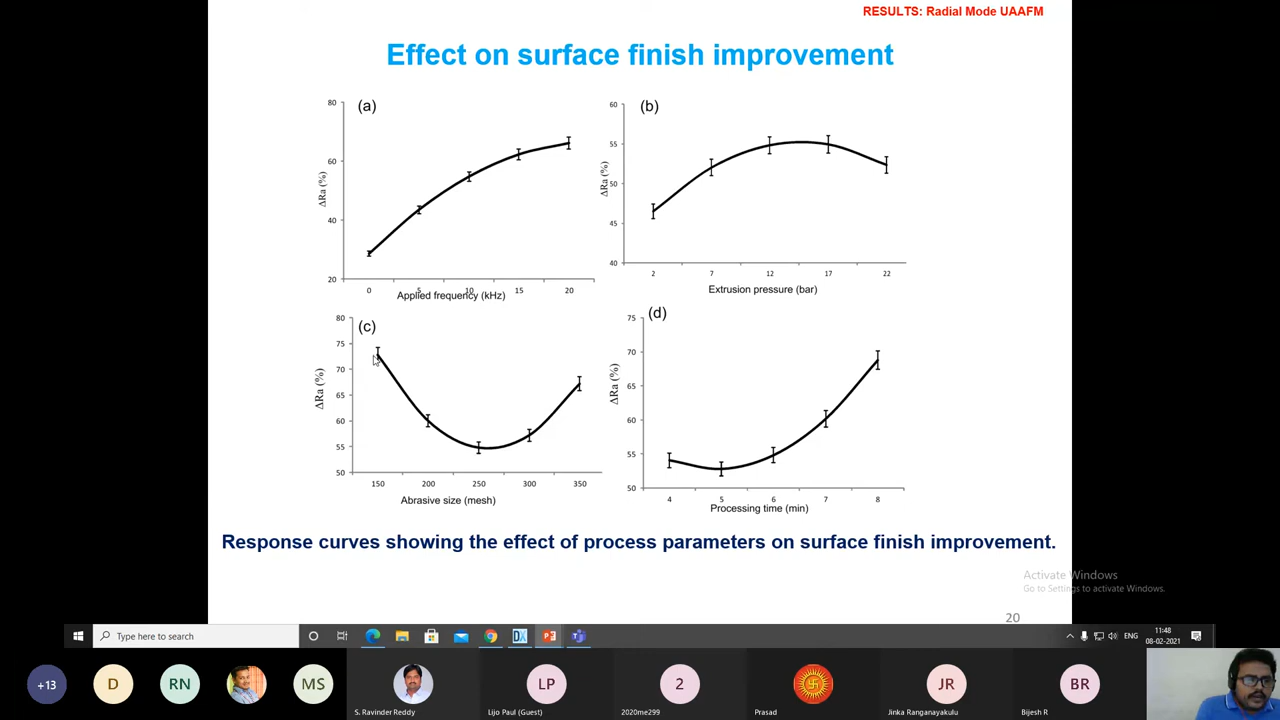 RESULTS: Radial Mode UAAFM
Effect on surface finish improvement
(a)
80
60
40
20
ΔRa (%)
0 5 10 15 20
Applied frequency (kHz)
(b)
60
55
50
45
40
ΔRa (%)
2 7 12 17 22
Extrusion pressure (bar)
(c)
80
75
70
65
60
55
50
ΔRa (%)
150 200 250 300 350
Abrasive size (mesh)
(d)
75
70
65
60
55
50
ΔRa (%)
4 5 6 7 8
Processing time (min)
Response curves showing the effect of process parameters on surface finish improvement.
Activate Windows
Go to Settings to activate Windows.
20
Type here to search
DX
ENG
11:48
08-02-2021
+13
D
RN
MS
S. Ravinder Reddy
LP
Lijo Paul (Guest)
2
2020me299
Prasad
JR
Jinka Ranganayakulu
BR
Bijesh R